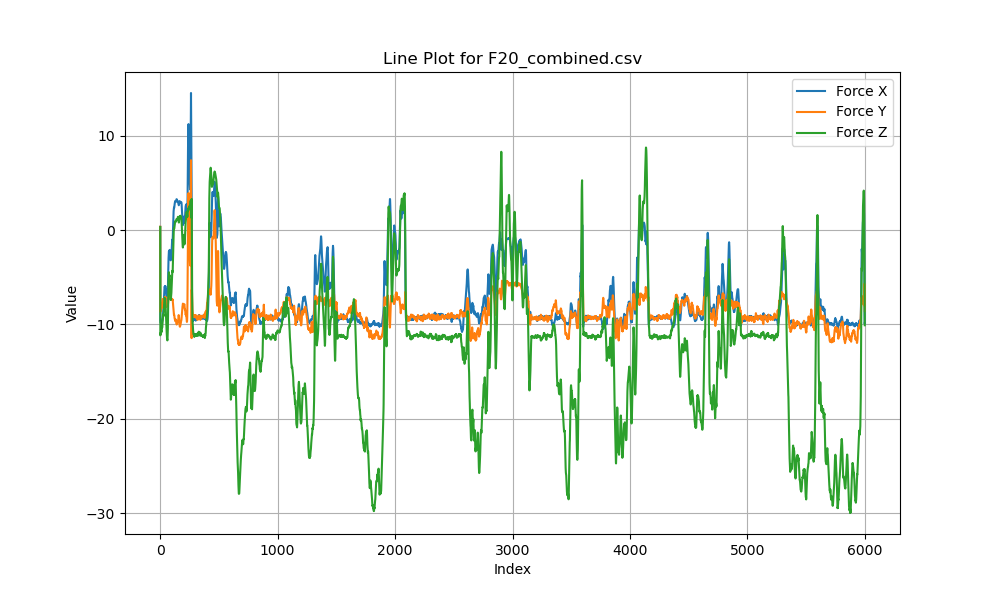 Line Plot for F20_combined.csv
Force X
Force Y
Force Z
10
0
−10
−20
−30
Value
0 1000 2000 3000 4000 5000 6000
Index